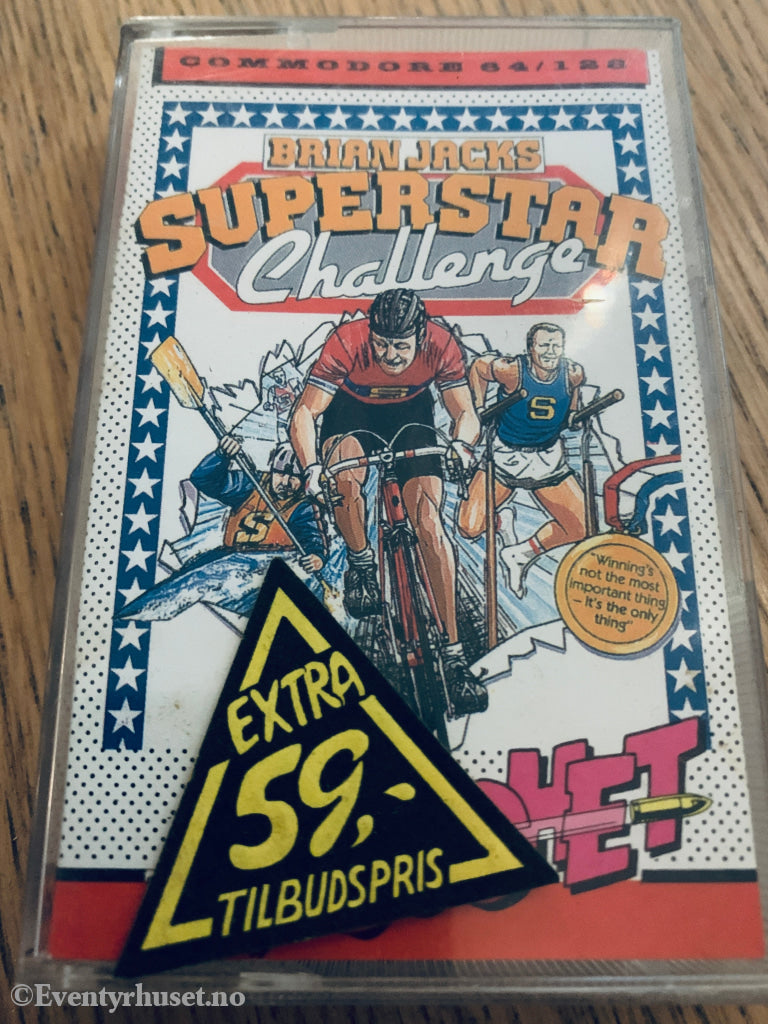 COMMODORE 64/128
BRIAN JACKS
SUPERSTAR
Challenge
S
S
"Winning's
not the most
important thing
- it's the only
thing"
EXTRA
59,-
TILBUDSPRIS
©Eventyrhuset.no